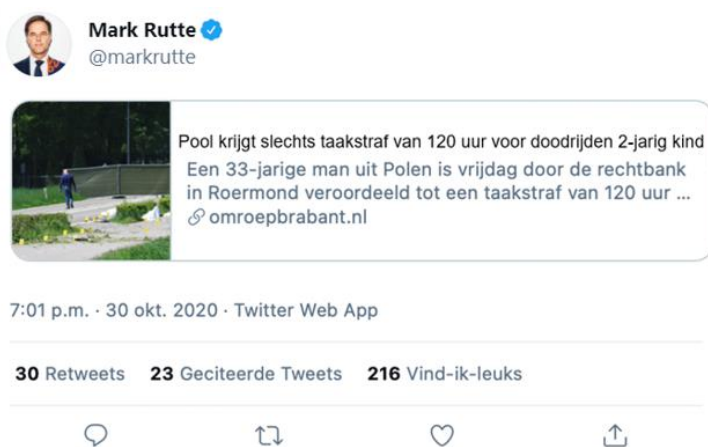 Mark Rutte
@markrutte
Pool krijgt slechts taakstraf van 120 uur voor doodrijden 2-jarig kind
Een 33-jarige man uit Polen is vrijdag door de rechtbank
in Roermond veroordeeld tot een taakstraf van 120 uur ...
omroepbrabant.nl
7:01 p.m. · 30 okt. 2020 · Twitter Web App
30 Retweets 23 Geciteerde Tweets 216 Vind-ik-leuks